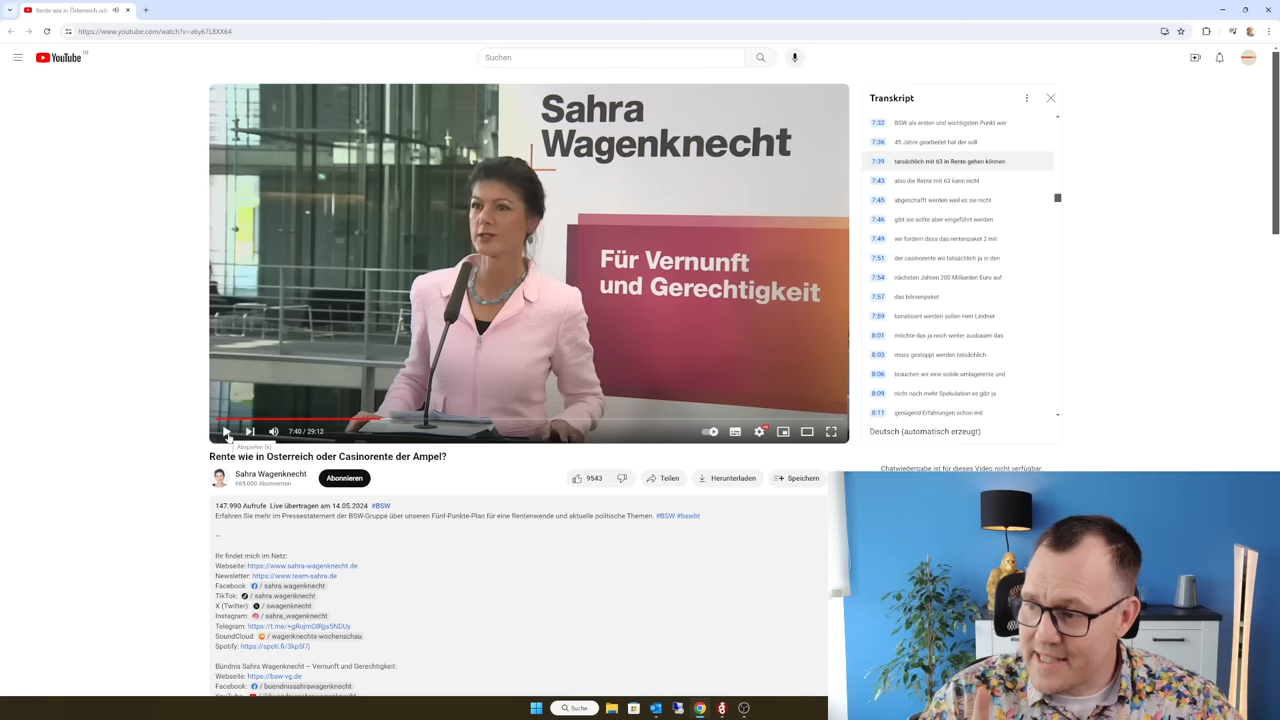 Rente wie in Österreich ode
https://www.youtube.com/watch?v=a6y67L8XX64
YouTube DE
Suchen
Sahra
Wagenknecht
Für Vernunft
und Gerechtigkeit
7:40 / 29:12
Abspielen (k)
Transkript
7:32 BSW als ersten und wichtigsten Punkt wer
7:36 45 Jahre gearbeitet hat der soll
7:39 tatsächlich mit 63 in Rente gehen können
7:43 also die Rente mit 63 kann nicht
7:45 abgeschafft werden weil es sie nicht
7:46 gibt sie sollte aber eingeführt werden
7:49 wir fordern dass das rentenpaket 2 mit
7:51 der casinorente wo tatsächlich ja in den
7:54 nächsten Jahren 200 Milliarden Euro auf
7:57 das börsenpaket
7:59 kanalisiert werden sollen Herr Lindner
8:01 möchte das ja noch weiter ausbauen das
8:03 muss gestoppt werden tatsächlich
8:06 brauchen wir eine solide umlagerente und
8:09 nicht noch mehr Spekulation es gibt ja
8:11 genügend Erfahrungen schon mit
Deutsch (automatisch erzeugt)
Chatwiedergabe ist für dieses Video nicht verfügbar.
Rente wie in Österreich oder Casinorente der Ampel?
Sahra Wagenknecht
665.000 Abonnenten
Abonnieren
9543
Teilen
Herunterladen
Speichern
147.990 Aufrufe Live übertragen am 14.05.2024 #BSW
Erfahren Sie mehr im Pressestatement der BSW-Gruppe über unseren Fünf-Punkte-Plan für eine Rentenwende und aktuelle politische Themen. #BSW #bswbt
--
Ihr findet mich im Netz:
Webseite: https://www.sahra-wagenknecht.de
Newsletter: https://www.team-sahra.de
Facebook: / sahra.wagenknecht
TikTok: / sahra.wagenknecht
X (Twitter): / swagenknecht
Instagram: / sahra_wagenknecht
Telegram: https://t.me/+gRojmOIRjjs5NDUy
SoundCloud: / wagenknechts-wochenschau
Spotify: https://spoti.fi/3kp5l7j
Bündnis Sahra Wagenknecht – Vernunft und Gerechtigkeit:
Webseite: https://bsw-vg.de
Facebook: / buendnissahrawagenknecht
Suche